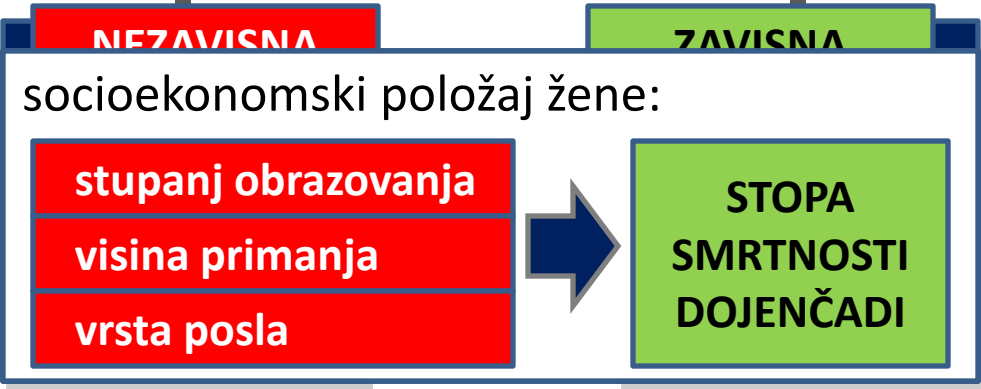 NEZAVISNA
ZAVISNA
socioekonomski položaj žene:
stupanj obrazovanja
visina primanja
vrsta posla
STOPA
SMRTNOSTI
DOJENČADI